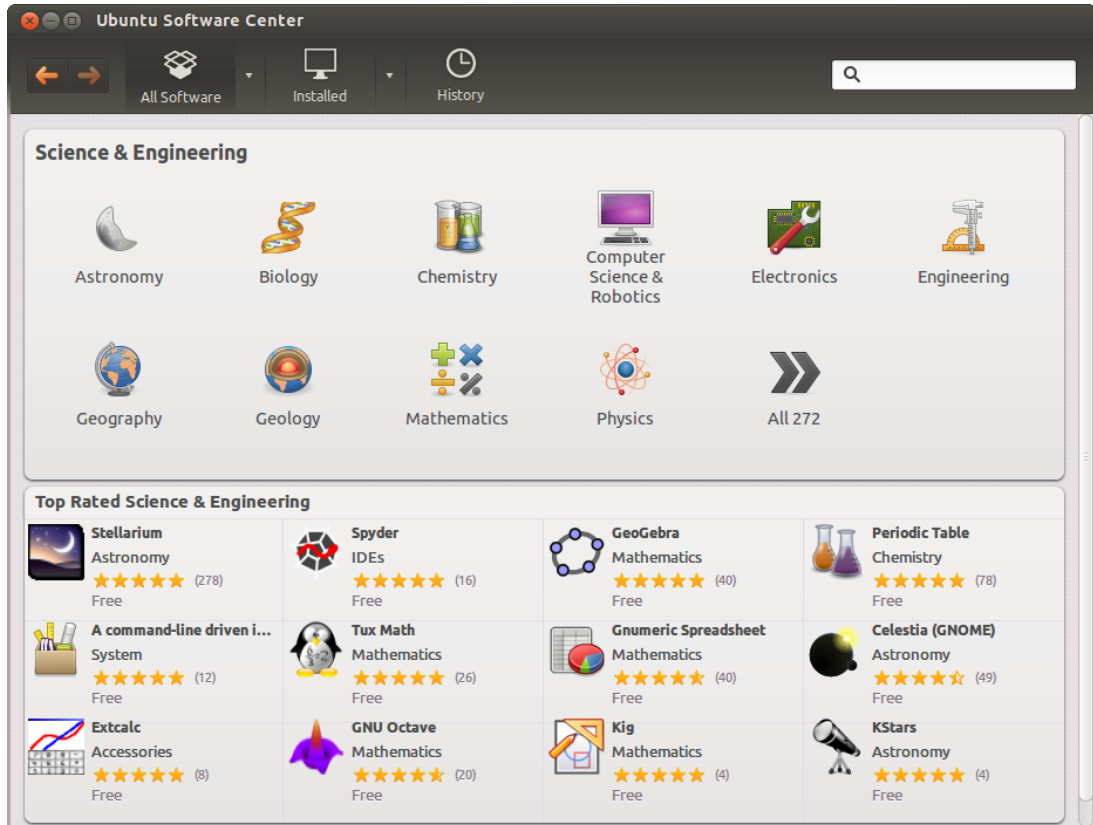 Ubuntu Software Center
All Software
Installed
History
Science & Engineering
Astronomy
Biology
Chemistry
Computer
Science &
Robotics
Electronics
Engineering
Geography
Geology
Mathematics
Physics
All 272
Top Rated Science & Engineering
Stellarium
Astronomy
(278)
Free
Spyder
IDEs
(16)
Free
GeoGebra
Mathematics
(40)
Free
Periodic Table
Chemistry
(78)
Free
A command-line driven i...
System
(12)
Free
Tux Math
Mathematics
(26)
Free
Gnumeric Spreadsheet
Mathematics
(40)
Free
Celestia (GNOME)
Astronomy
(49)
Free
Extcalc
Accessories
(8)
Free
GNU Octave
Mathematics
(20)
Free
Kig
Mathematics
(4)
Free
KStars
Astronomy
(4)
Free